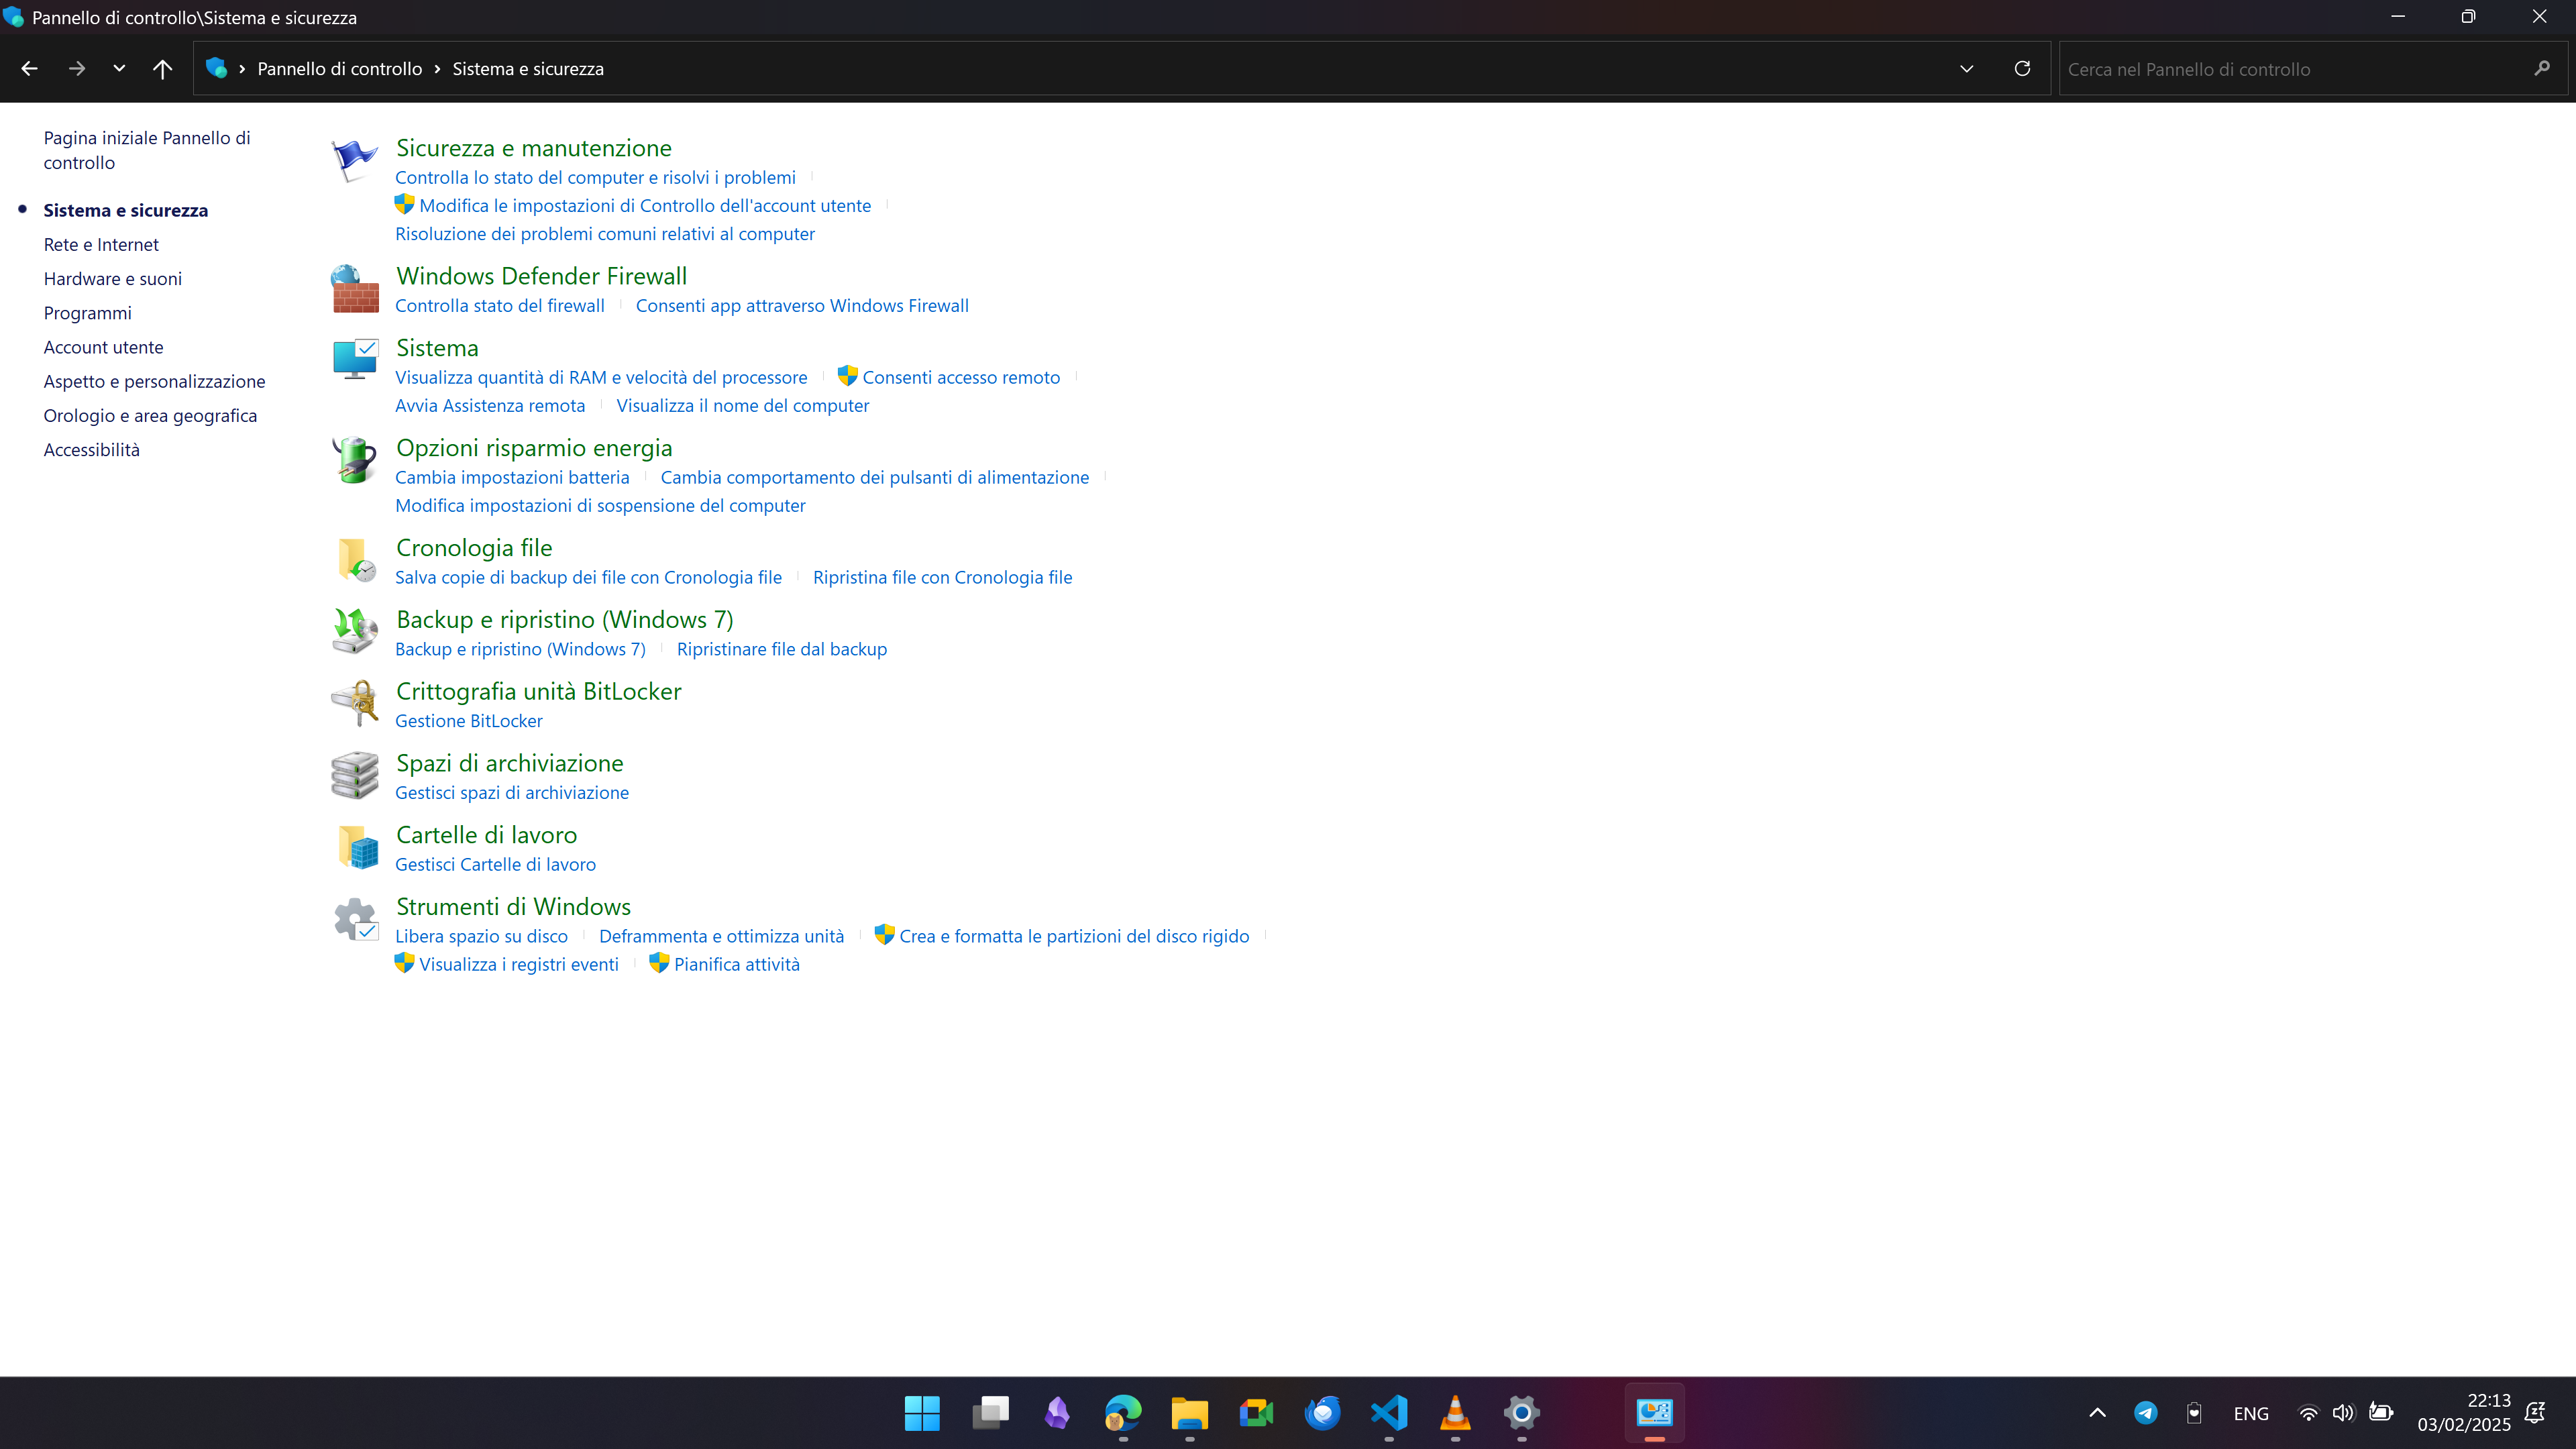 Pannello di controllo\Sistema e sicurezza
Pannello di controllo › Sistema e sicurezza
Cerca nel Pannello di controllo
Pagina iniziale Pannello di
controllo
Sistema e sicurezza
Rete e Internet
Hardware e suoni
Programmi
Account utente
Aspetto e personalizzazione
Orologio e area geografica
Accessibilità
Sicurezza e manutenzione
Controlla lo stato del computer e risolvi i problemi
Modifica le impostazioni di Controllo dell'account utente
Risoluzione dei problemi comuni relativi al computer
Windows Defender Firewall
Controlla stato del firewall Consenti app attraverso Windows Firewall
Sistema
Visualizza quantità di RAM e velocità del processore Consenti accesso remoto
Avvia Assistenza remota Visualizza il nome del computer
Opzioni risparmio energia
Cambia impostazioni batteria Cambia comportamento dei pulsanti di alimentazione
Modifica impostazioni di sospensione del computer
Cronologia file
Salva copie di backup dei file con Cronologia file Ripristina file con Cronologia file
Backup e ripristino (Windows 7)
Backup e ripristino (Windows 7) Ripristinare file dal backup
Crittografia unità BitLocker
Gestione BitLocker
Spazi di archiviazione
Gestisci spazi di archiviazione
Cartelle di lavoro
Gestisci Cartelle di lavoro
Strumenti di Windows
Libera spazio su disco Deframmenta e ottimizza unità Crea e formatta le partizioni del disco rigido
Visualizza i registri eventi Pianifica attività
ENG
22:13
03/02/2025